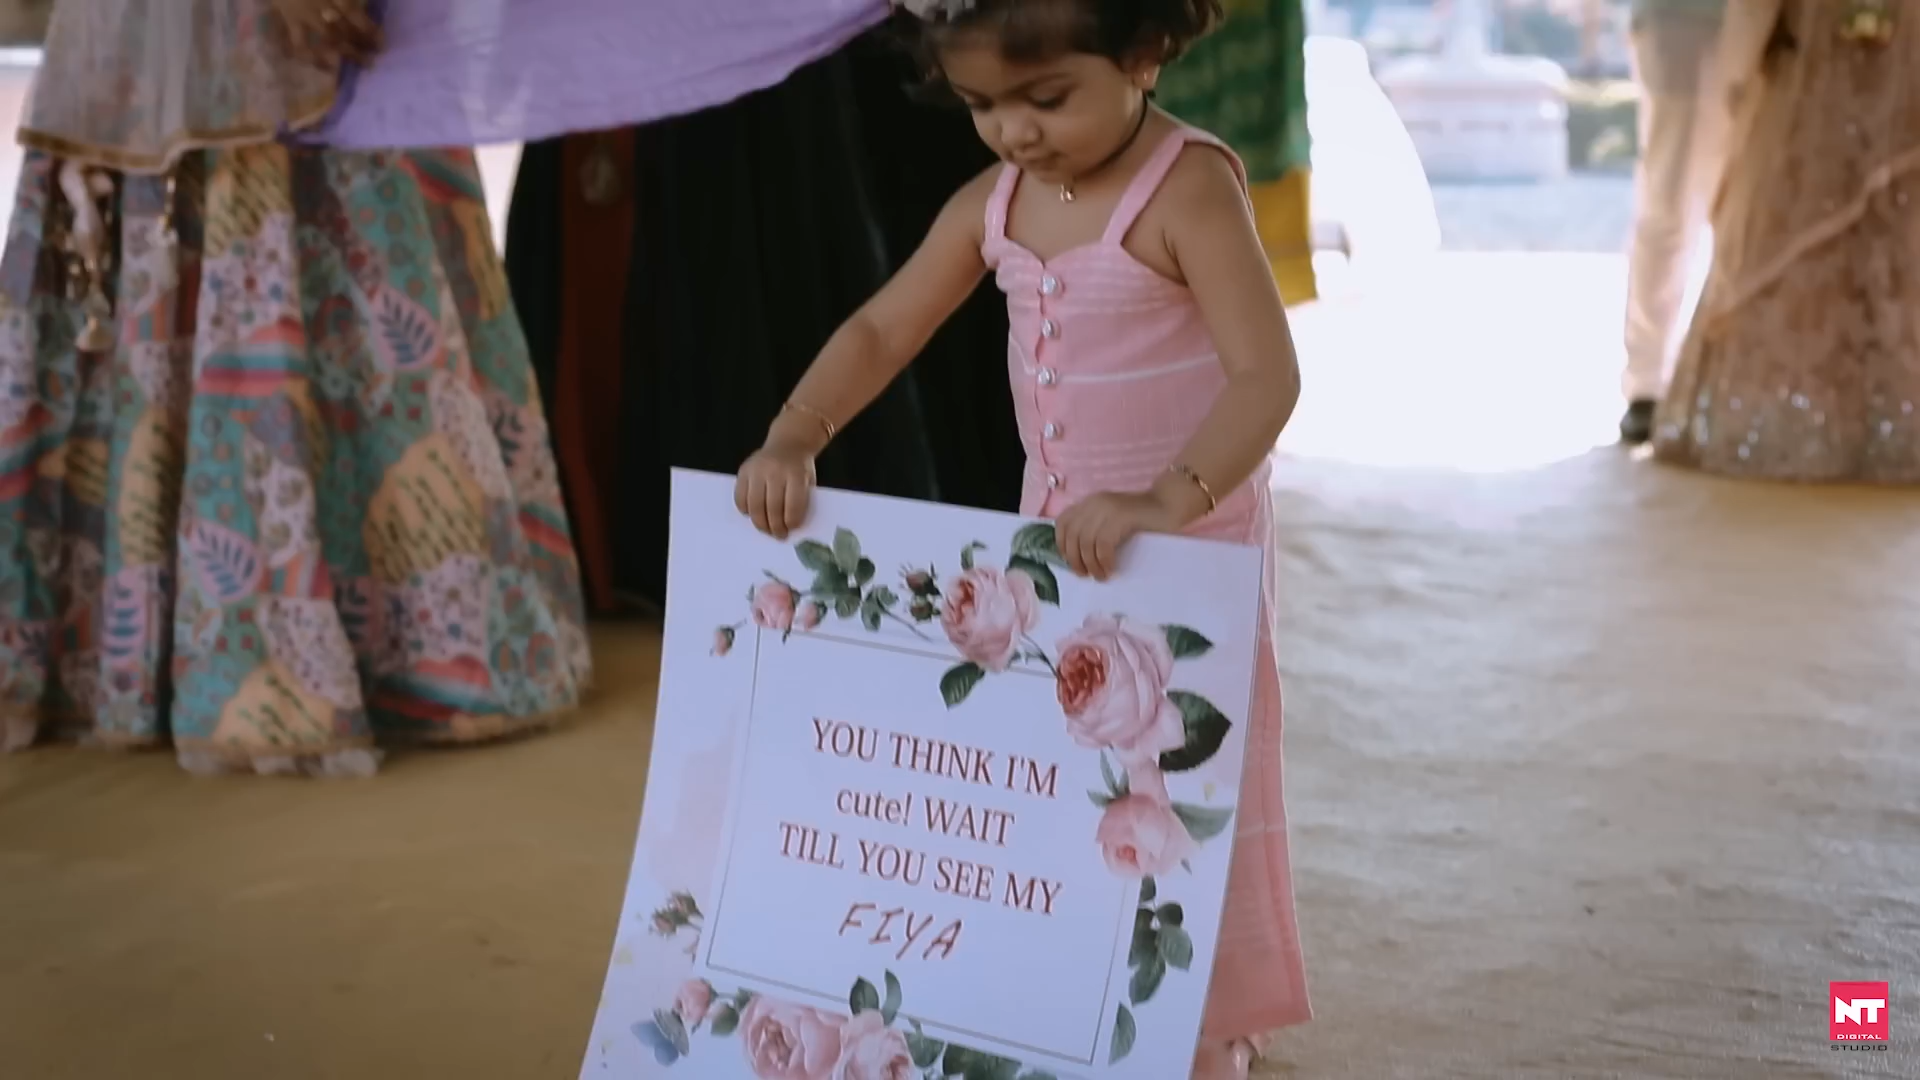 YOU THINK I'M
cute! WAIT
TILL YOU SEE MY
FIYA
NT
DIGITAL
STUDIO